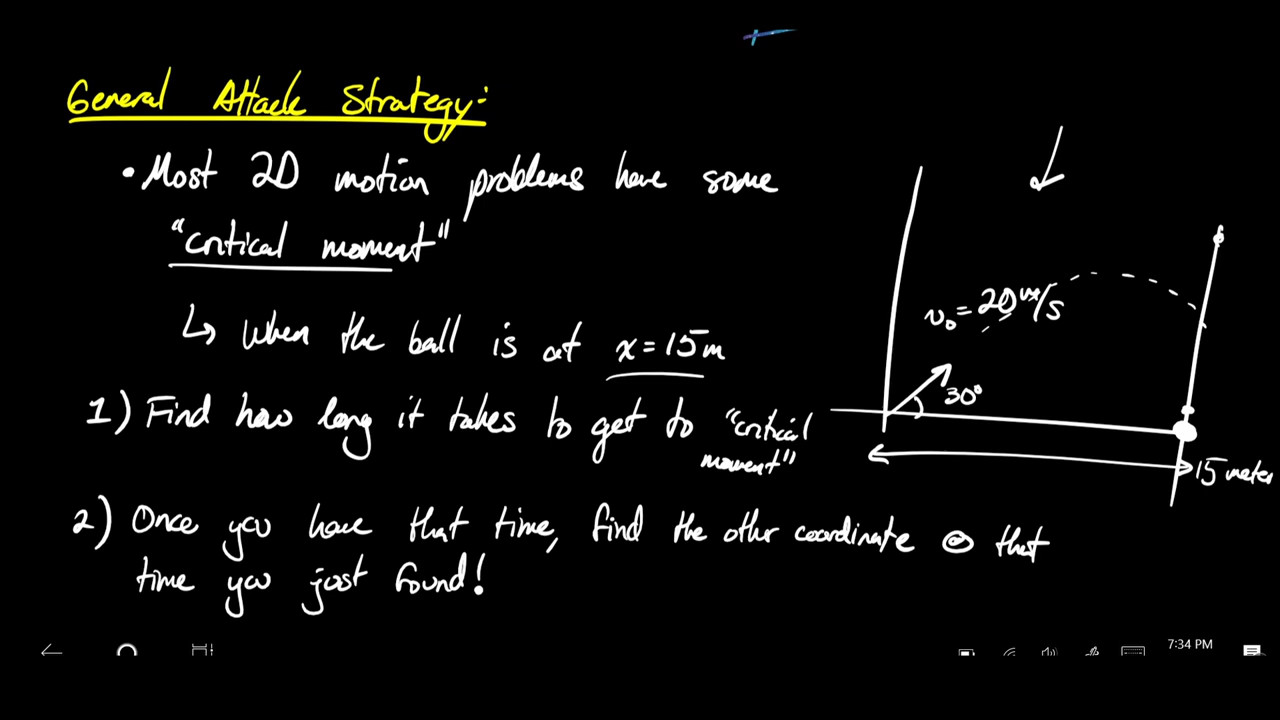 General Attack Strategy:
• Most 2D motion problems have some
"critical moment"
↳ when the ball is at x = 15m
1) Find how long it takes to get to "critical
moment"
2) Once you have that time, find the other coordinate @ that
time you just found!
v₀ = 20 m/s
30°
15 meter
7:34 PM